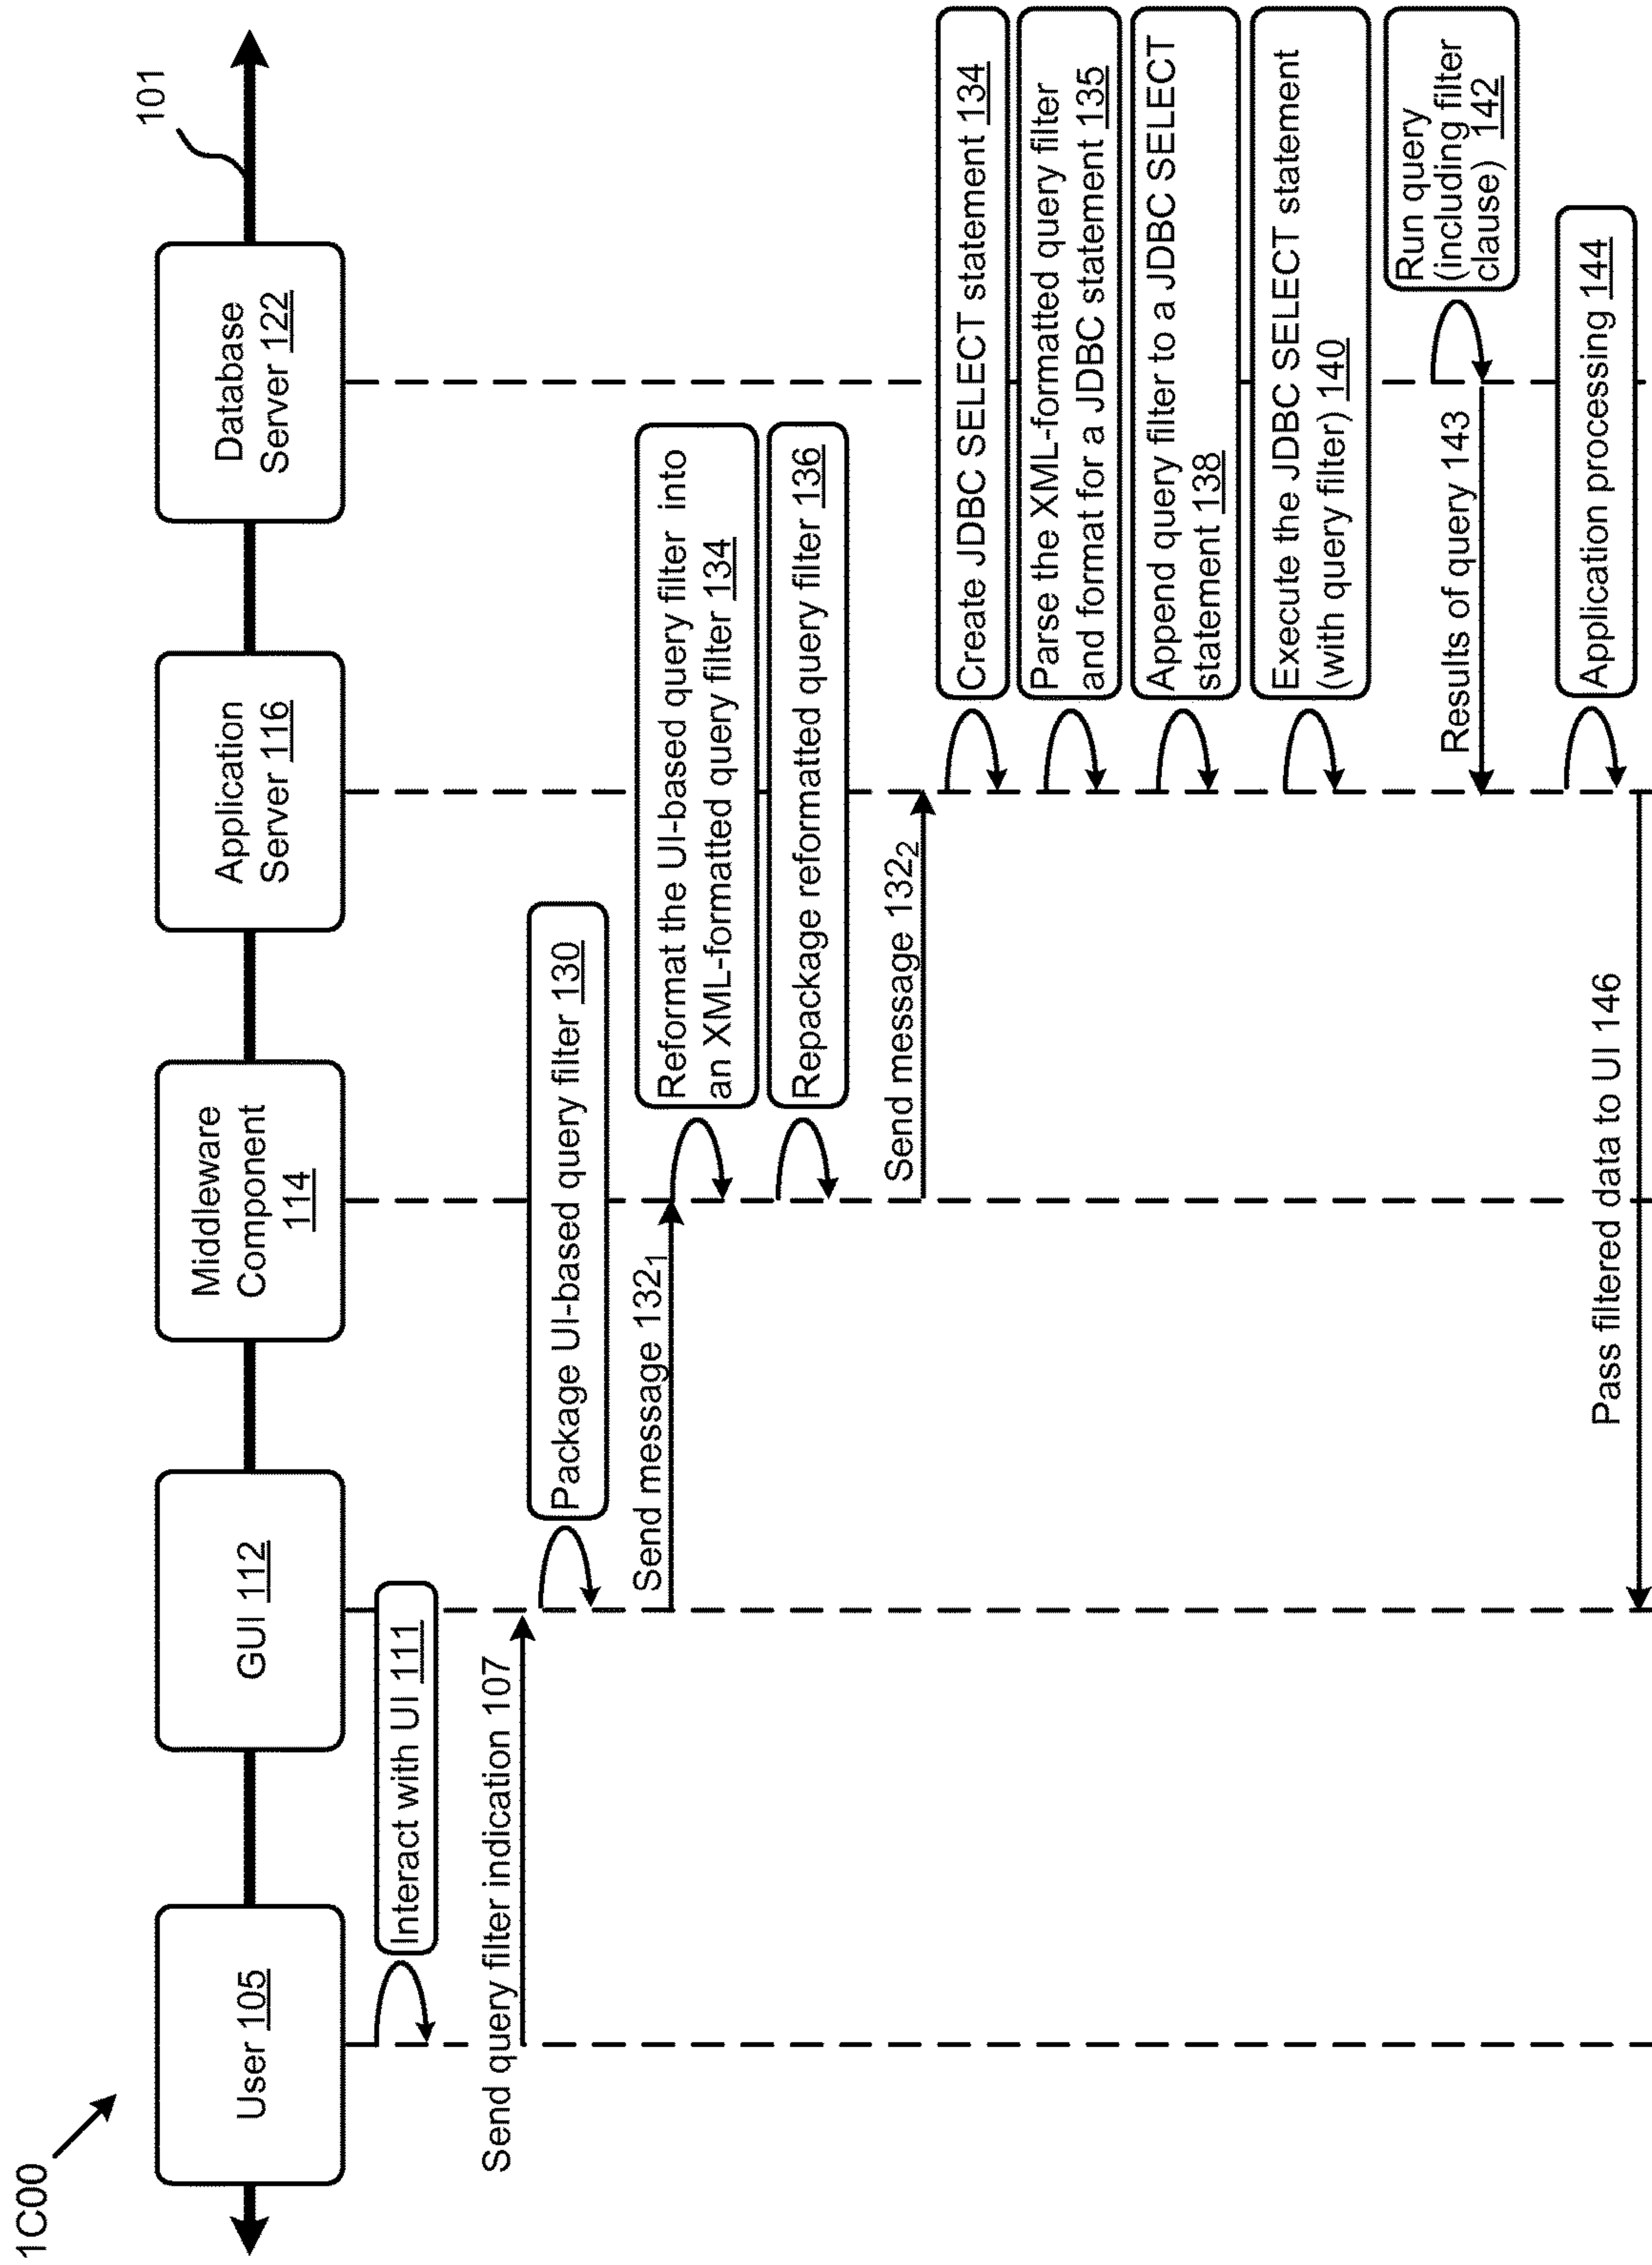 1C00
101
User 105
GUI 112
Middleware
Component
114
Application
Server 116
Database
Server 122
Interact with UI 111
Send query filter indication 107
Package UI-based query filter 130
Send message 132₁
Reformat the UI-based query filter into
an XML-formatted query filter 134
Repackage reformatted query filter 136
Send message 132₂
Create JDBC SELECT statement 134
Parse the XML-formatted query filter
and format for a JDBC statement 135
Append query filter to a JDBC SELECT
statement 138
Execute the JDBC SELECT statement
(with query filter) 140
Run query
(including filter
clause) 142
Results of query 143
Application processing 144
Pass filtered data to UI 146